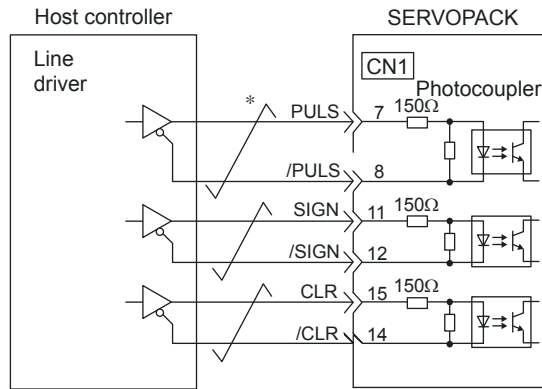 Host controller
SERVOPACK
Line
driver
CN1
Photocoupler
*
PULS 7 150Ω
/PULS 8
SIGN 11 150Ω
/SIGN 12
CLR 15 150Ω
/CLR 14